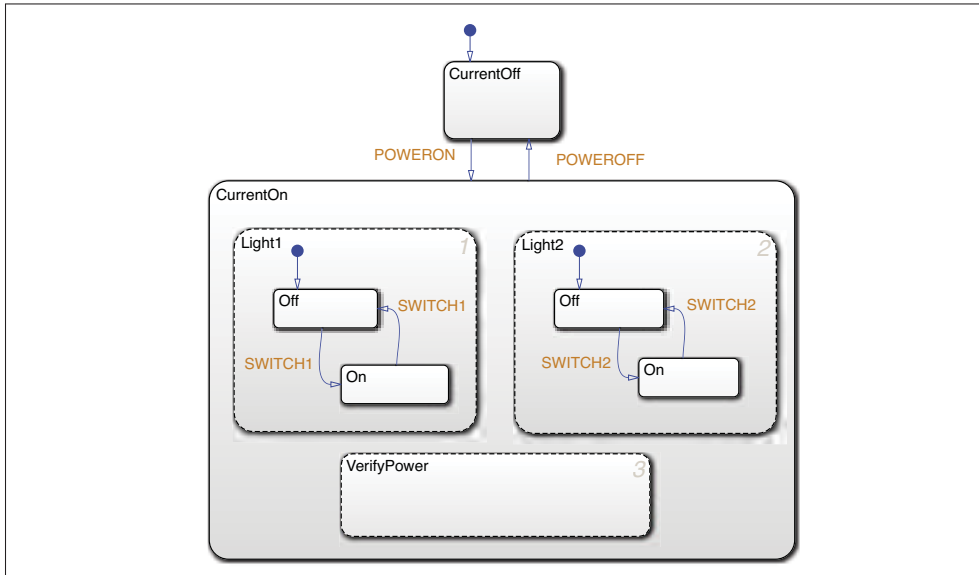 CurrentOff
POWERON
POWEROFF
CurrentOn
Light1
1
Off
SWITCH1
SWITCH1
On
Light2
2
Off
SWITCH2
SWITCH2
On
VerifyPower
3